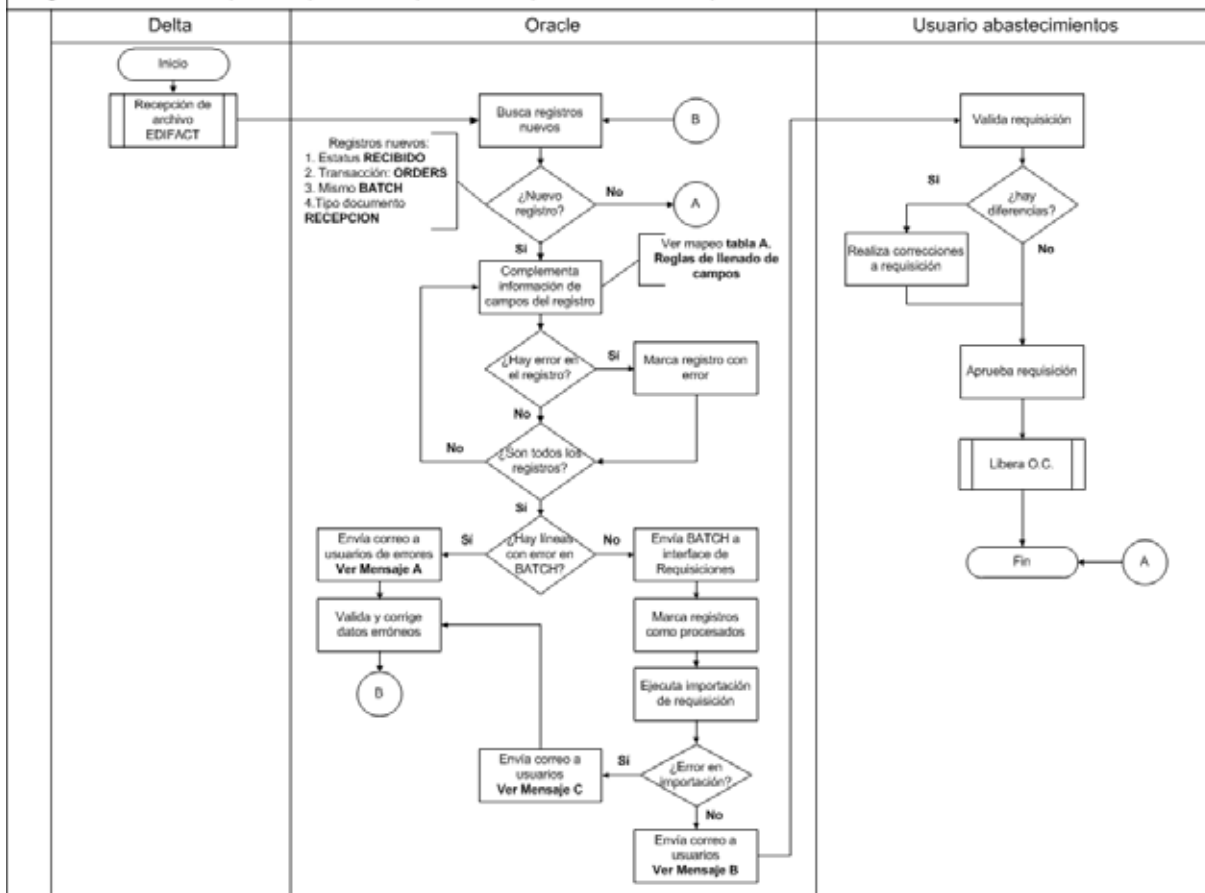 Delta
Oracle
Usuario abastecimientos
Inicio
Recepción de
archivo
EDIFACT
Busca registros
nuevos
B
Registros nuevos:
1. Estatus RECIBIDO
2. Transacción: ORDERS
3. Mismo BATCH
4.Tipo documento
RECEPCION
¿Nuevo
registro?
No
A
Sí
Ver mapeo tabla A.
Reglas de llenado de
campos
Complementa
información de
campos del registro
¿Hay error en
el registro?
Sí
Marca registro con
error
No
¿Son todos los
registros?
No
Sí
¿Hay líneas
con error en
BATCH?
Sí
Envía correo a
usuarios de errores
Ver Mensaje A
No
Envía BATCH a
interface de
Requisiciones
Valida y corrige
datos erróneos
B
Marca registros
como procesados
Ejecuta importación
de requisición
¿Error en
importación?
Sí
Envía correo a
usuarios
Ver Mensaje C
No
Envía correo a
usuarios
Ver Mensaje B
Valida requisición
¿hay
diferencias?
Sí
Realiza correcciones
a requisición
No
Aprueba requisición
Libera O.C.
Fin
A